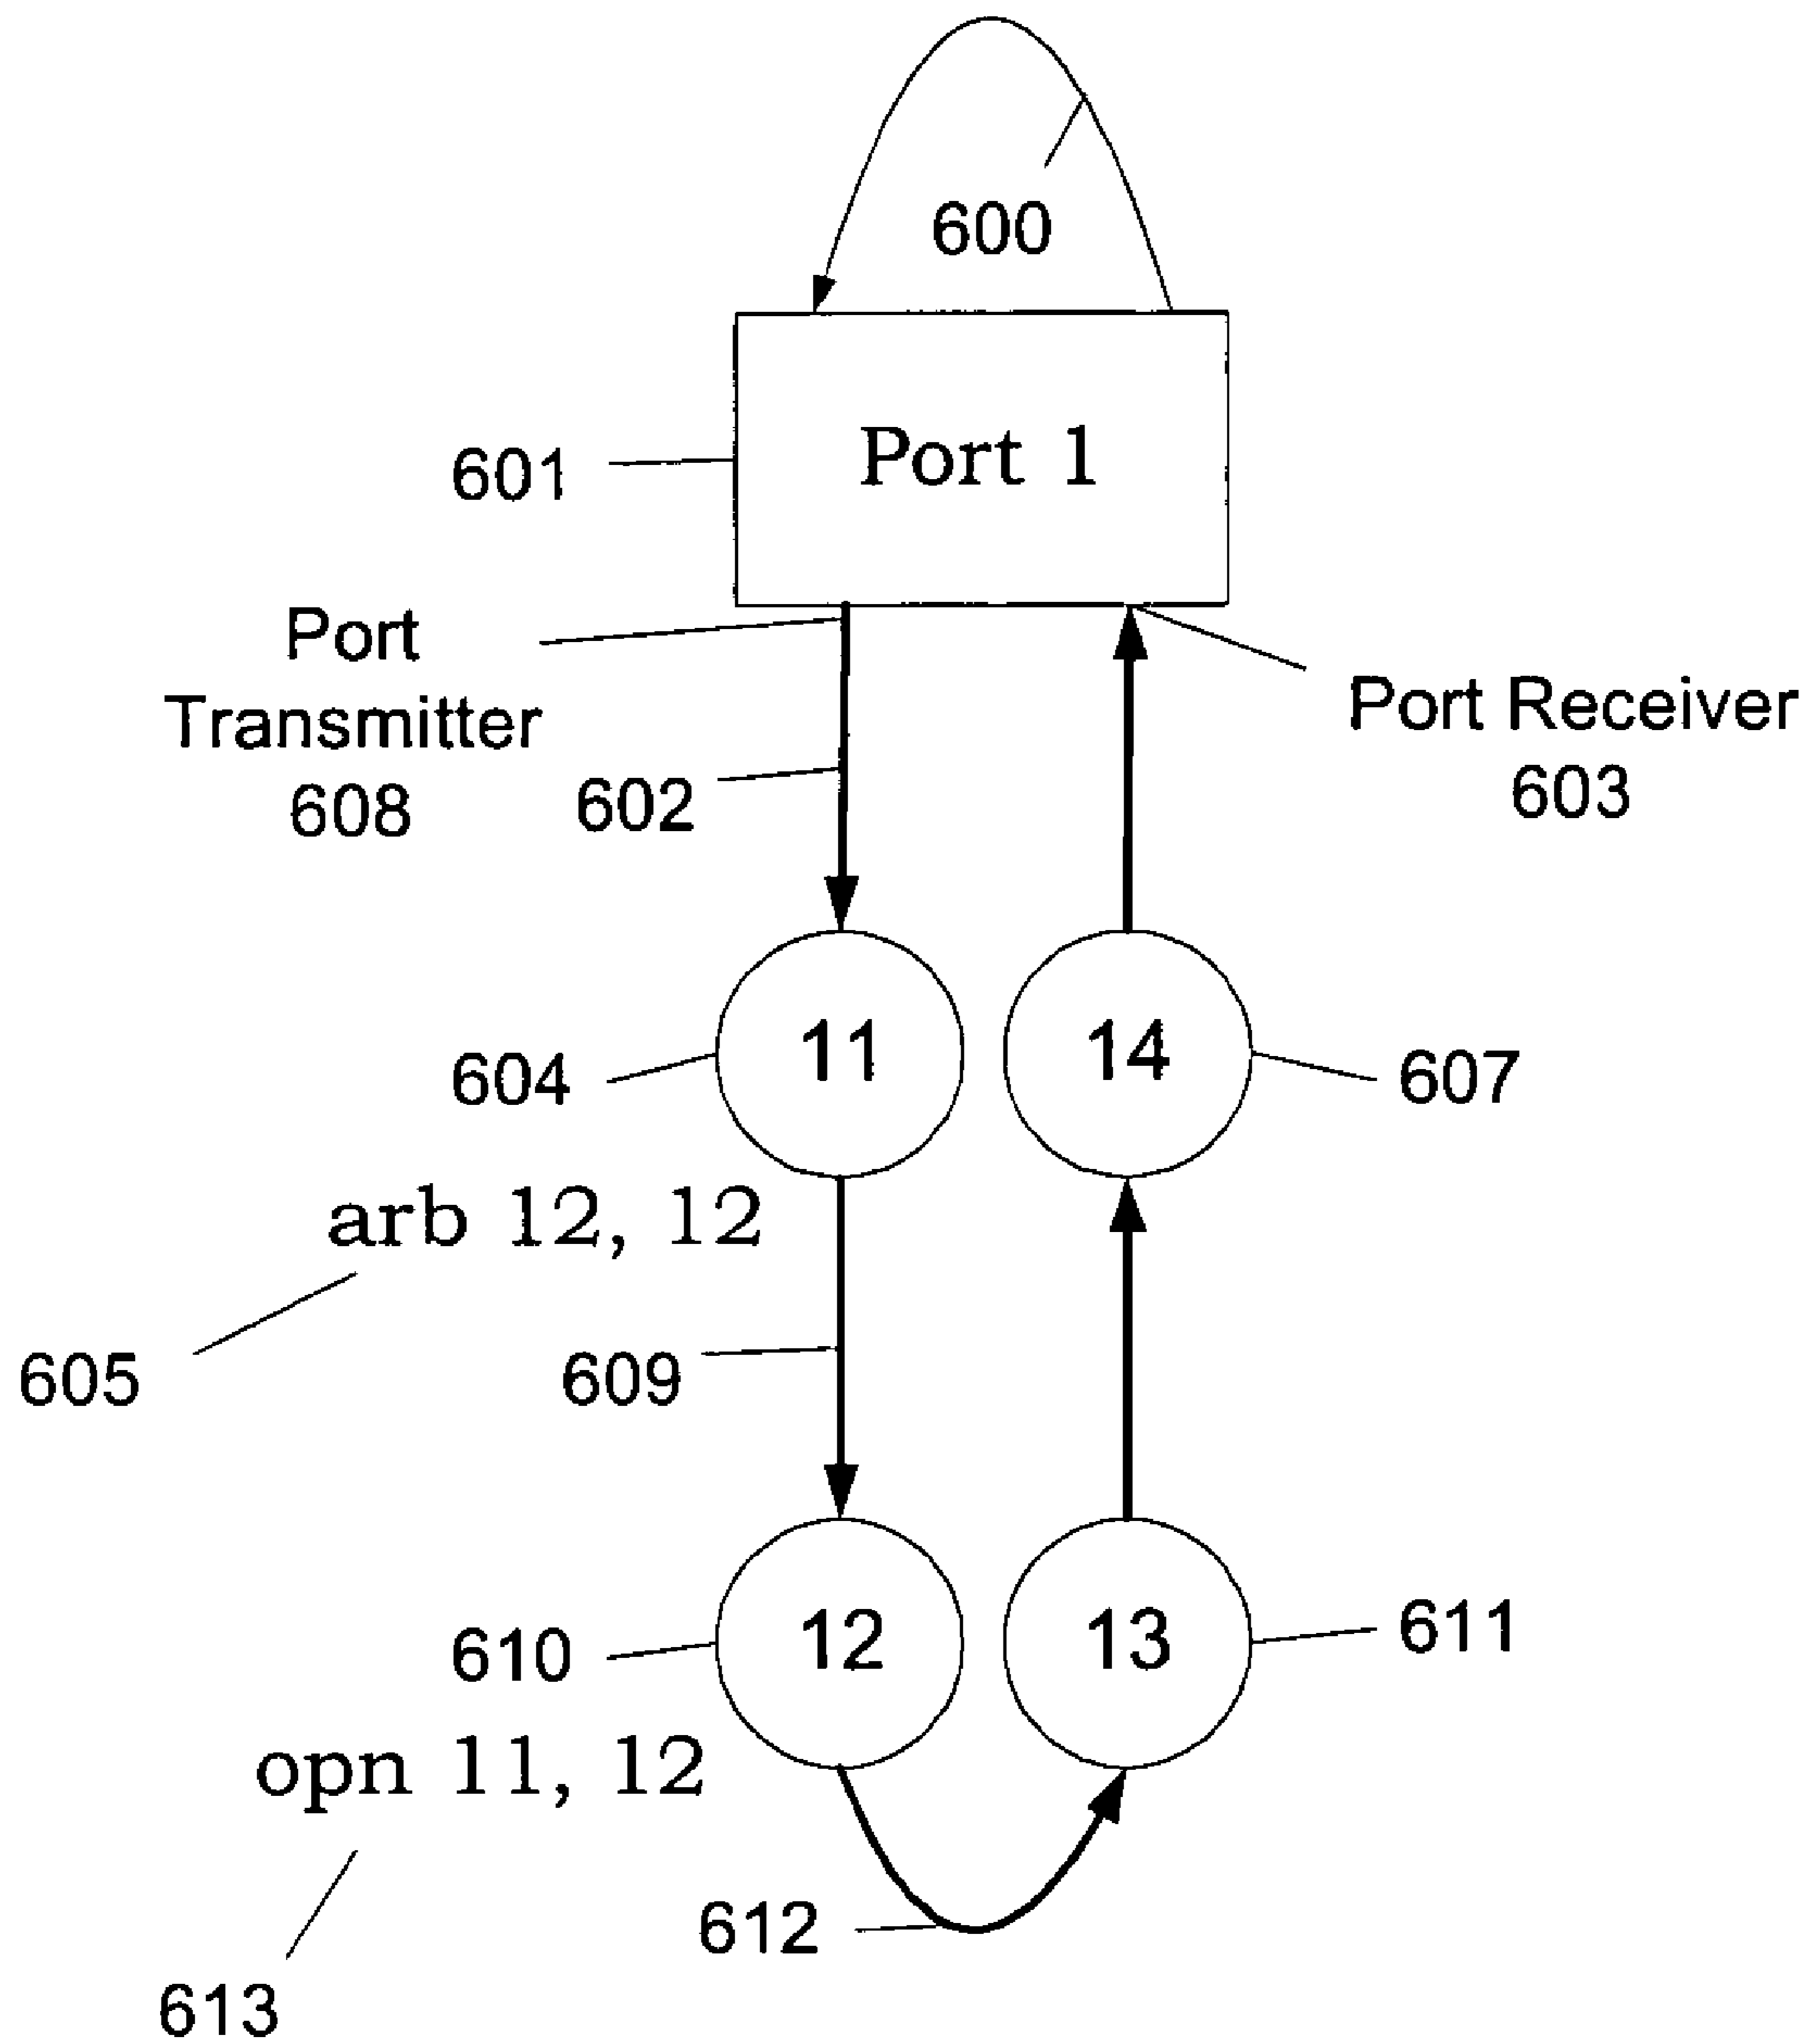 600
601
Port 1
Port
Transmitter
608
602
Port Receiver
603
11
14
604
607
arb 12, 12
605
609
12
13
610
611
opn 11, 12
612
613